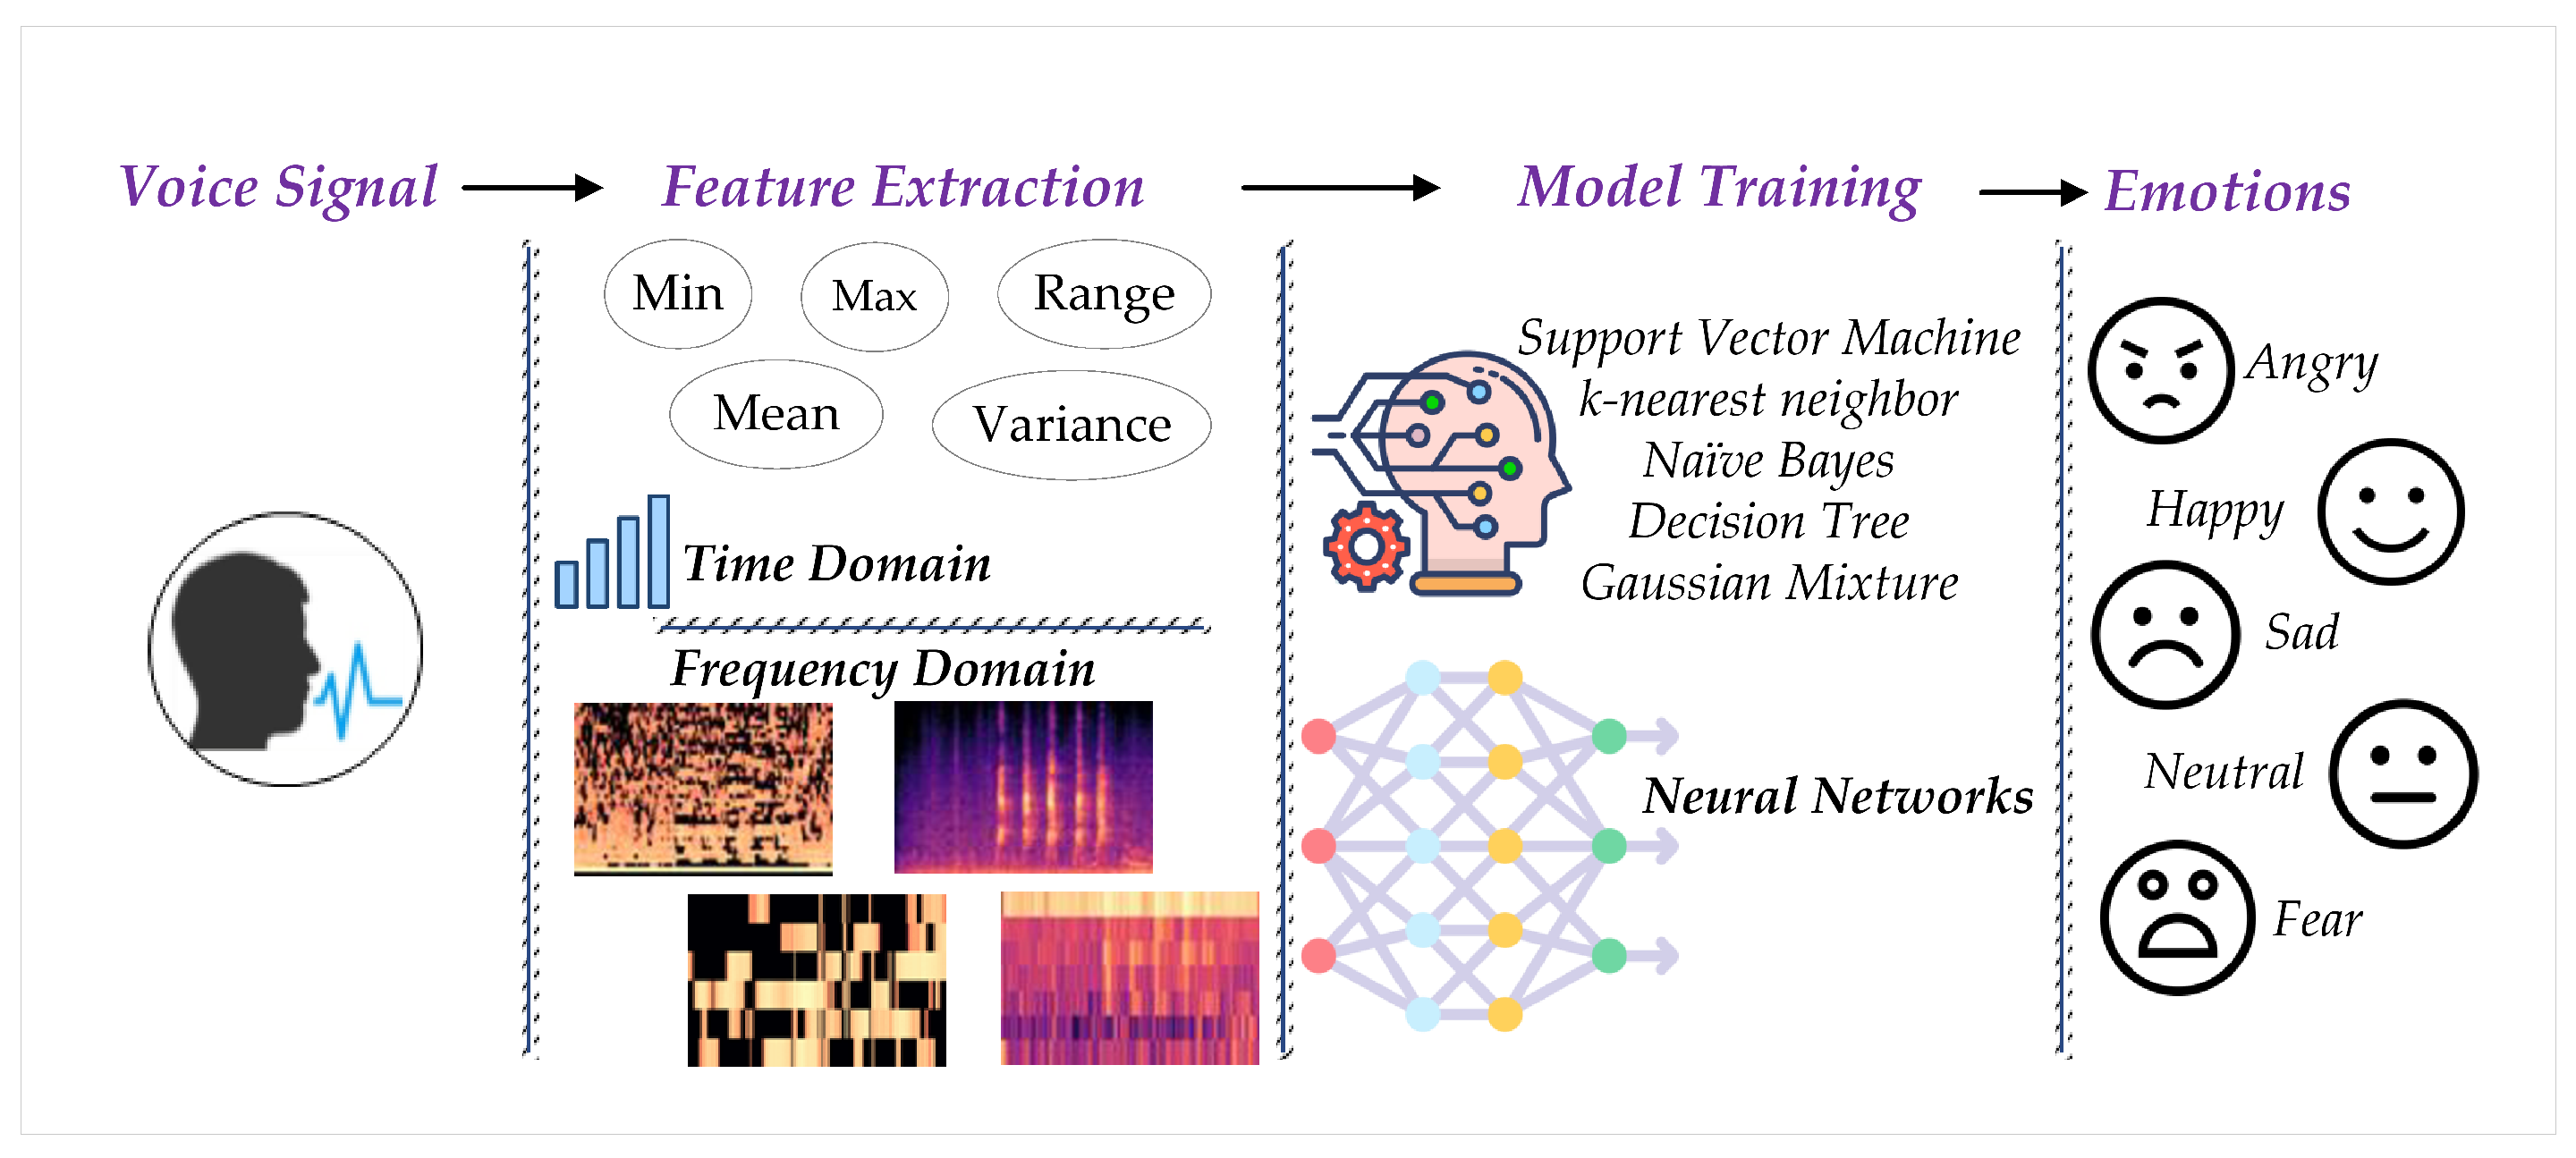 Voice Signal
Feature Extraction
Model Training
Emotions
Min
Max
Range
Mean
Variance
Time Domain
Frequency Domain
Support Vector Machine
k-nearest neighbor
Naïve Bayes
Decision Tree
Gaussian Mixture
Neural Networks
Angry
Happy
Sad
Neutral
Fear